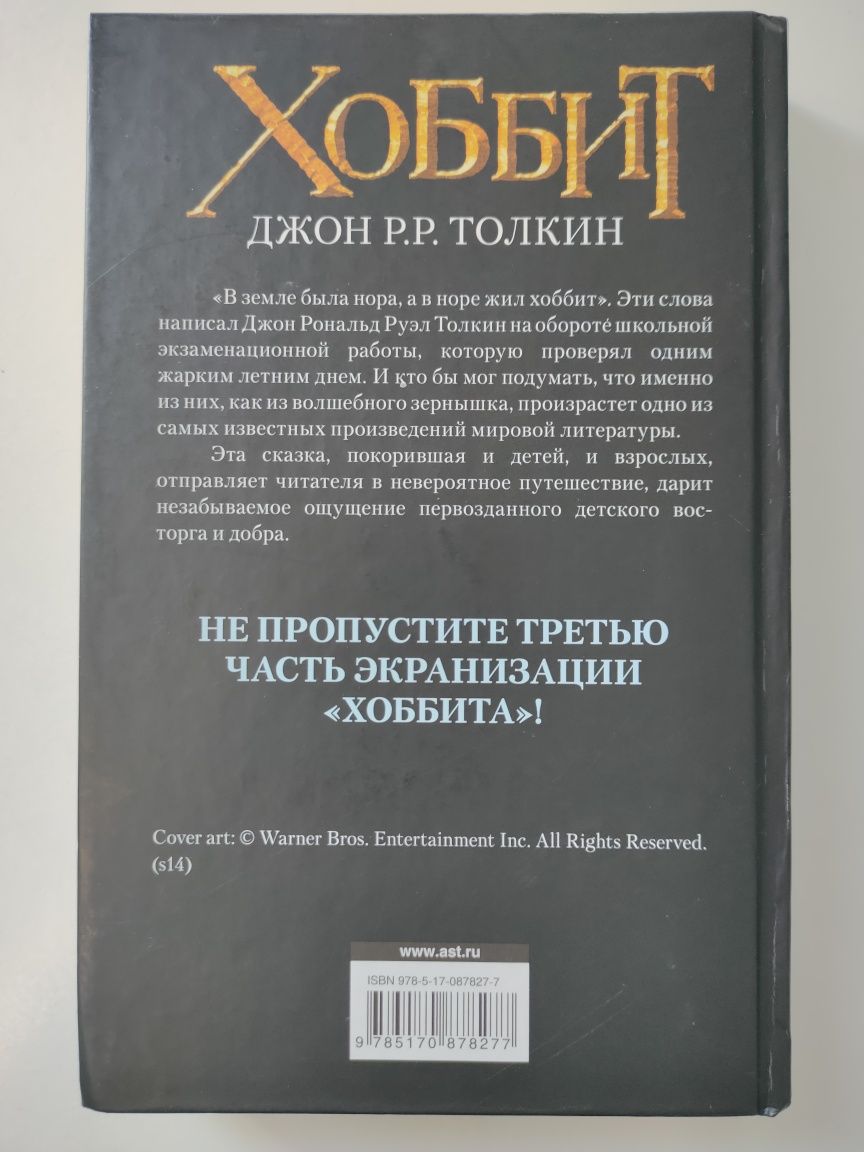 ХОББИТ
ДЖОН Р.Р. ТОЛКИН
«В земле была нора, а в норе жил хоббит». Эти слова
написал Джон Рональд Руэл Толкин на обороте́ школьной
экзаменационной работы, которую проверял одним
жарким летним днем. И кто бы мог подумать, что именно
из них, как из волшебного зернышка, произрастет одно из
самых известных произведений мировой литературы.
Эта сказка, покорившая и детей, и взрослых,
отправляет читателя в невероятное путешествие, дарит
незабываемое ощущение первозданного детского вос-
торга и добра.
НЕ ПРОПУСТИТЕ ТРЕТЬЮ
ЧАСТЬ ЭКРАНИЗАЦИИ
«ХОББИТА»!
Cover art: © Warner Bros. Entertainment Inc. All Rights Reserved.
(s14)
www.ast.ru
ISBN 978-5-17-087827-7
9 785170 878277